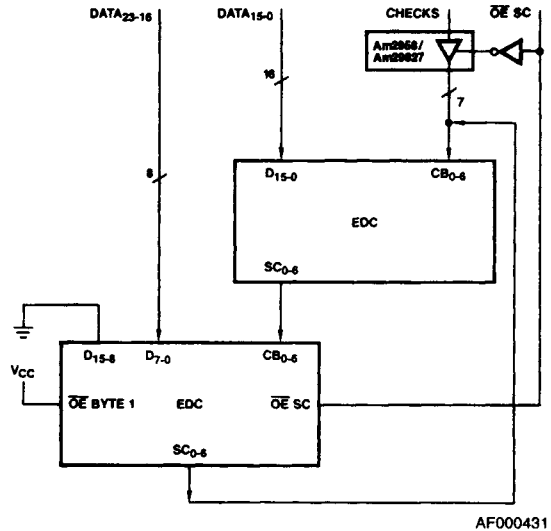 DATA23-16
DATA15-0
CHECKS
OE SC
Am2958/
Am29827
16
7
8
D15-0
CB0-6
EDC
SC0-6
D15-8
D7-0
CB0-6
VCC
OE BYTE 1
EDC
OE SC
SC0-6
AF000431